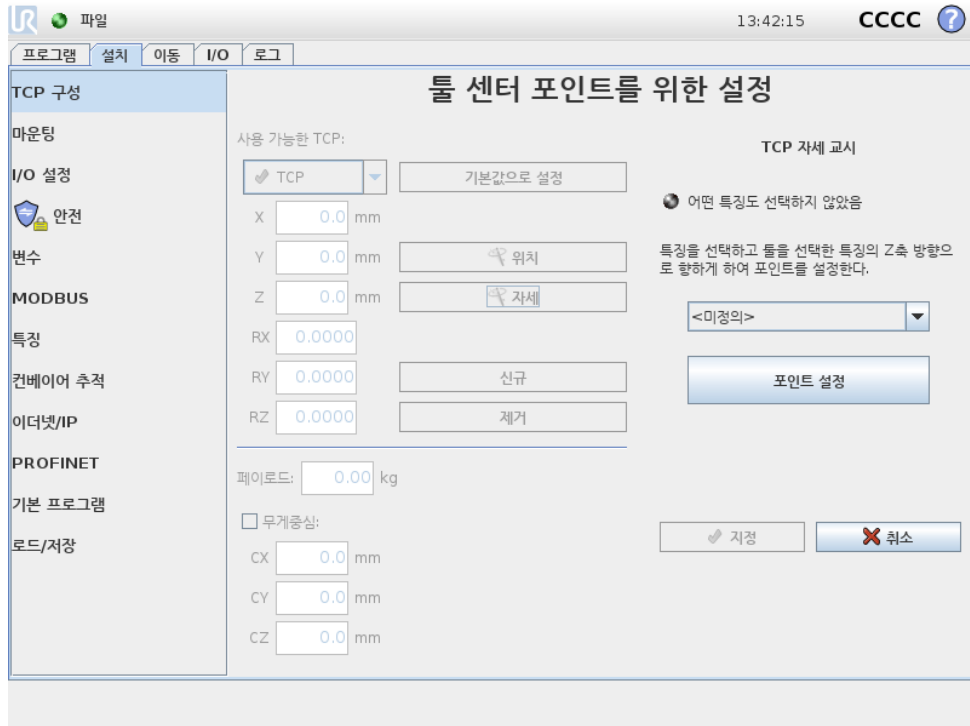 UR 파일 13:42:15 CCCC ?
프로그램 설치 이동 I/O 로그
TCP 구성
마운팅
I/O 설정
안전
변수
MODBUS
특징
컨베이어 추적
이더넷/IP
PROFINET
기본 프로그램
로드/저장
툴 센터 포인트를 위한 설정
사용 가능한 TCP:
TCP 기본값으로 설정
X 0.0 mm
Y 0.0 mm 위치
Z 0.0 mm 자세
RX 0.0000
RY 0.0000 신규
RZ 0.0000 제거
페이로드: 0.00 kg
무게중심:
CX 0.0 mm
CY 0.0 mm
CZ 0.0 mm
TCP 자세 교시
어떤 특징도 선택하지 않았음
특징을 선택하고 툴을 선택한 특징의 Z축 방향으
로 향하게 하여 포인트를 설정한다.
<미정의>
포인트 설정
지정 취소